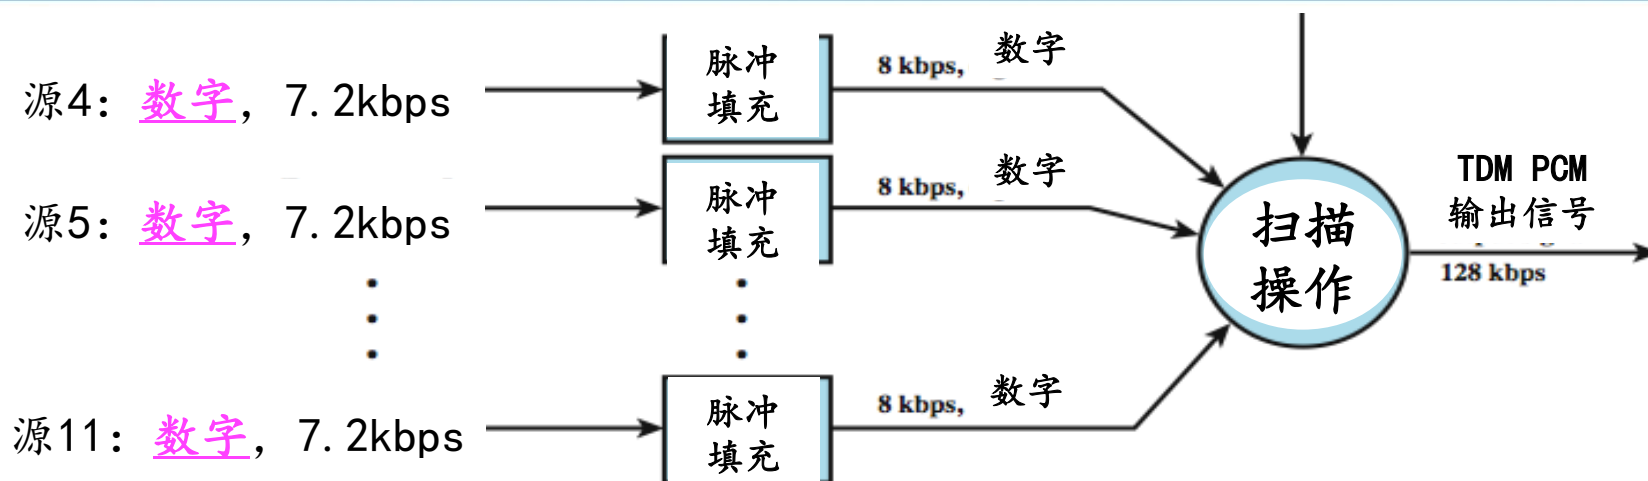 源4：数字，7.2kbps
脉冲
填充
8 kbps, 数字
源5：数字，7.2kbps
脉冲
填充
8 kbps, 数字
扫描
操作
TDM PCM
输出信号
128 kbps
源11：数字，7.2kbps
脉冲
填充
8 kbps, 数字